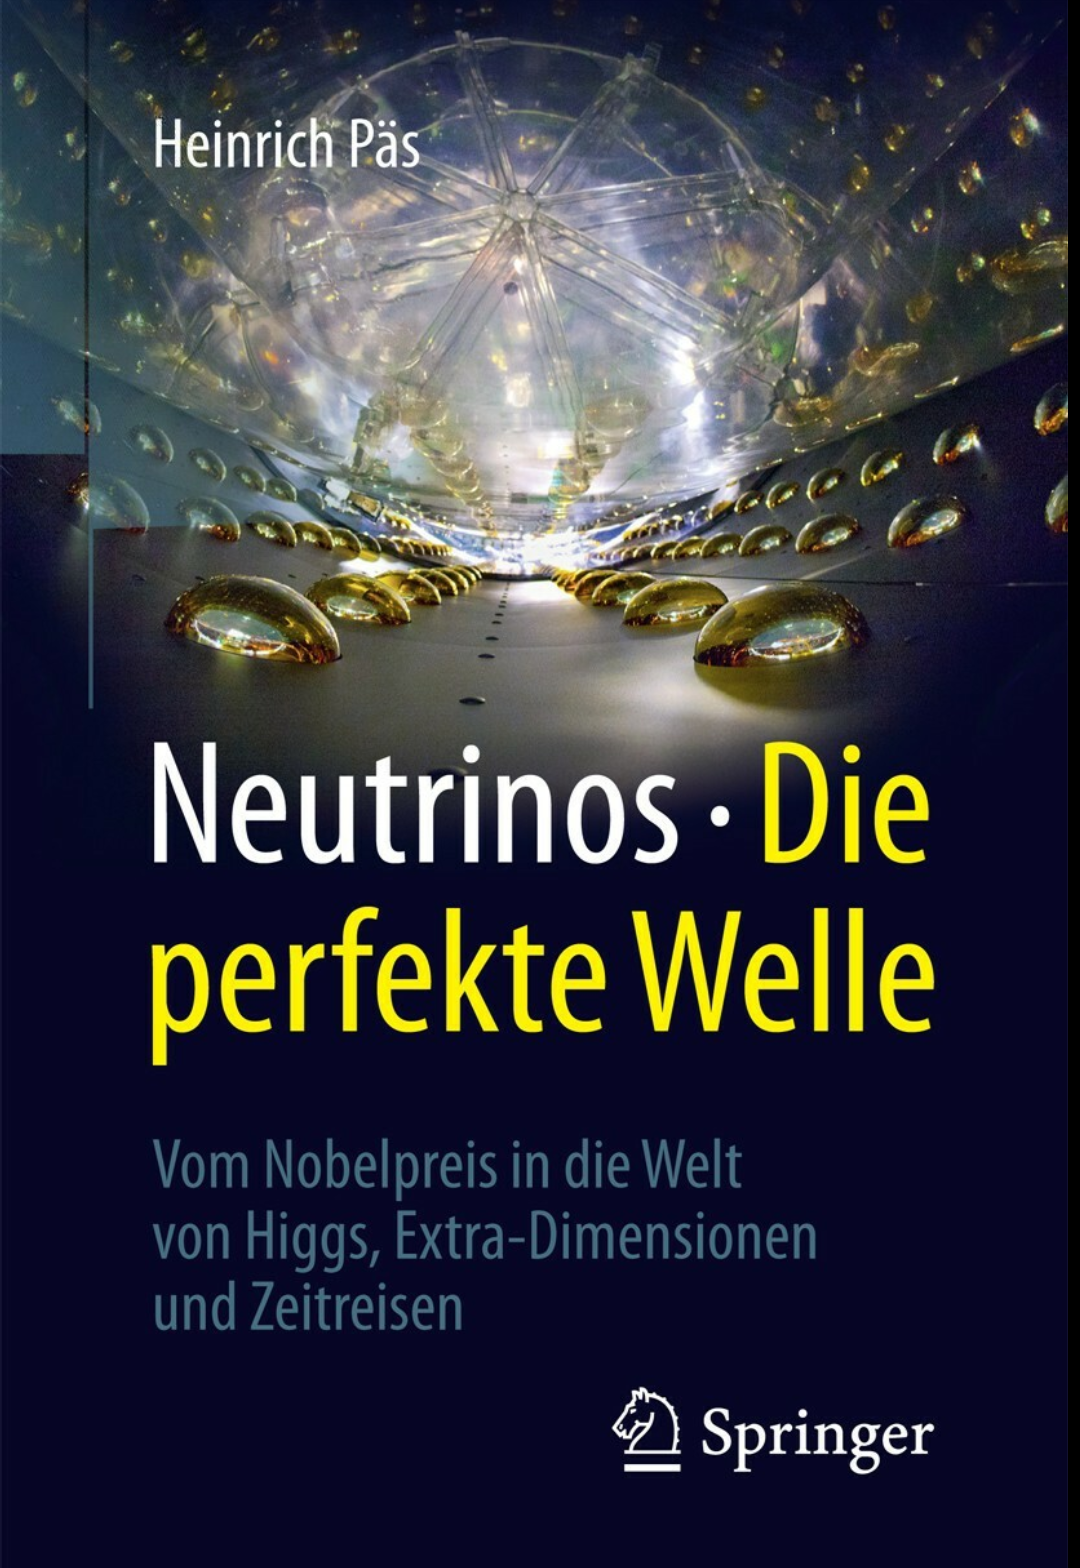 Heinrich Päs
Neutrinos · Die
perfekte Welle
Vom Nobelpreis in die Welt
von Higgs, Extra-Dimensionen
und Zeitreisen
Springer